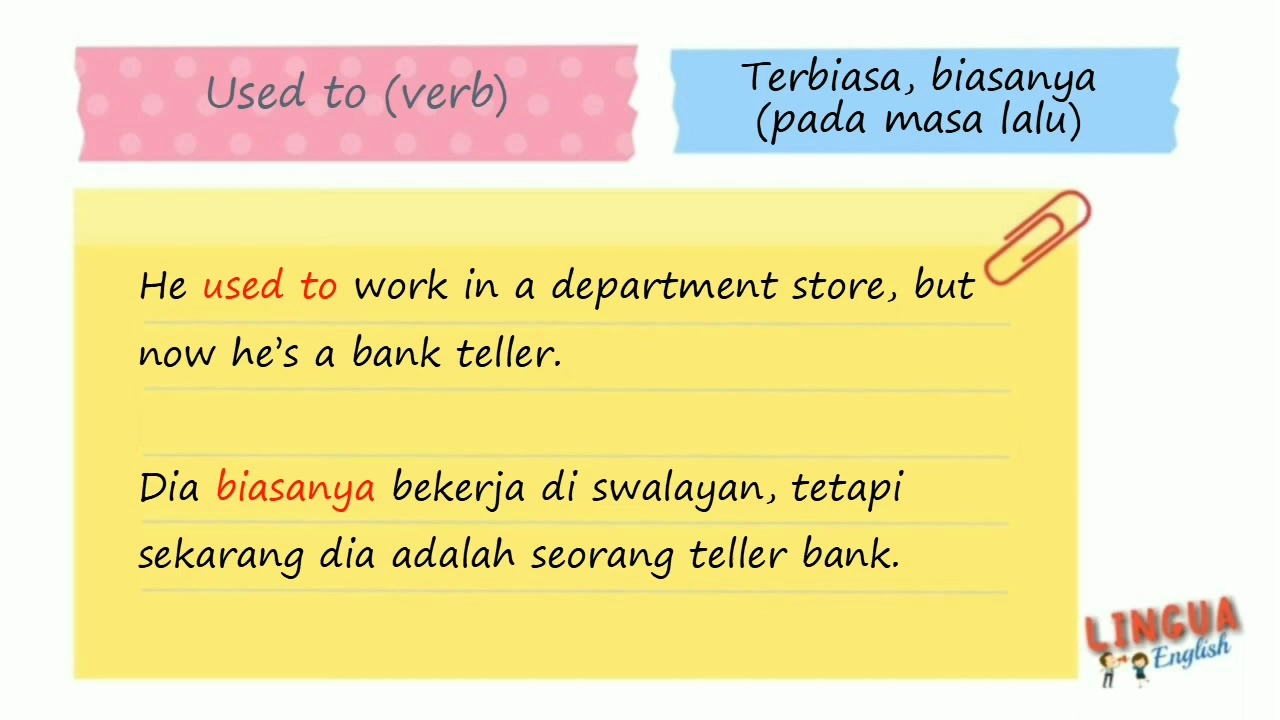 Used to (verb)
Terbiasa, biasanya
(pada masa lalu)
He used to work in a department store, but
now he's a bank teller.
Dia biasanya bekerja di swalayan, tetapi
sekarang dia adalah seorang teller bank.
LINGUA
English